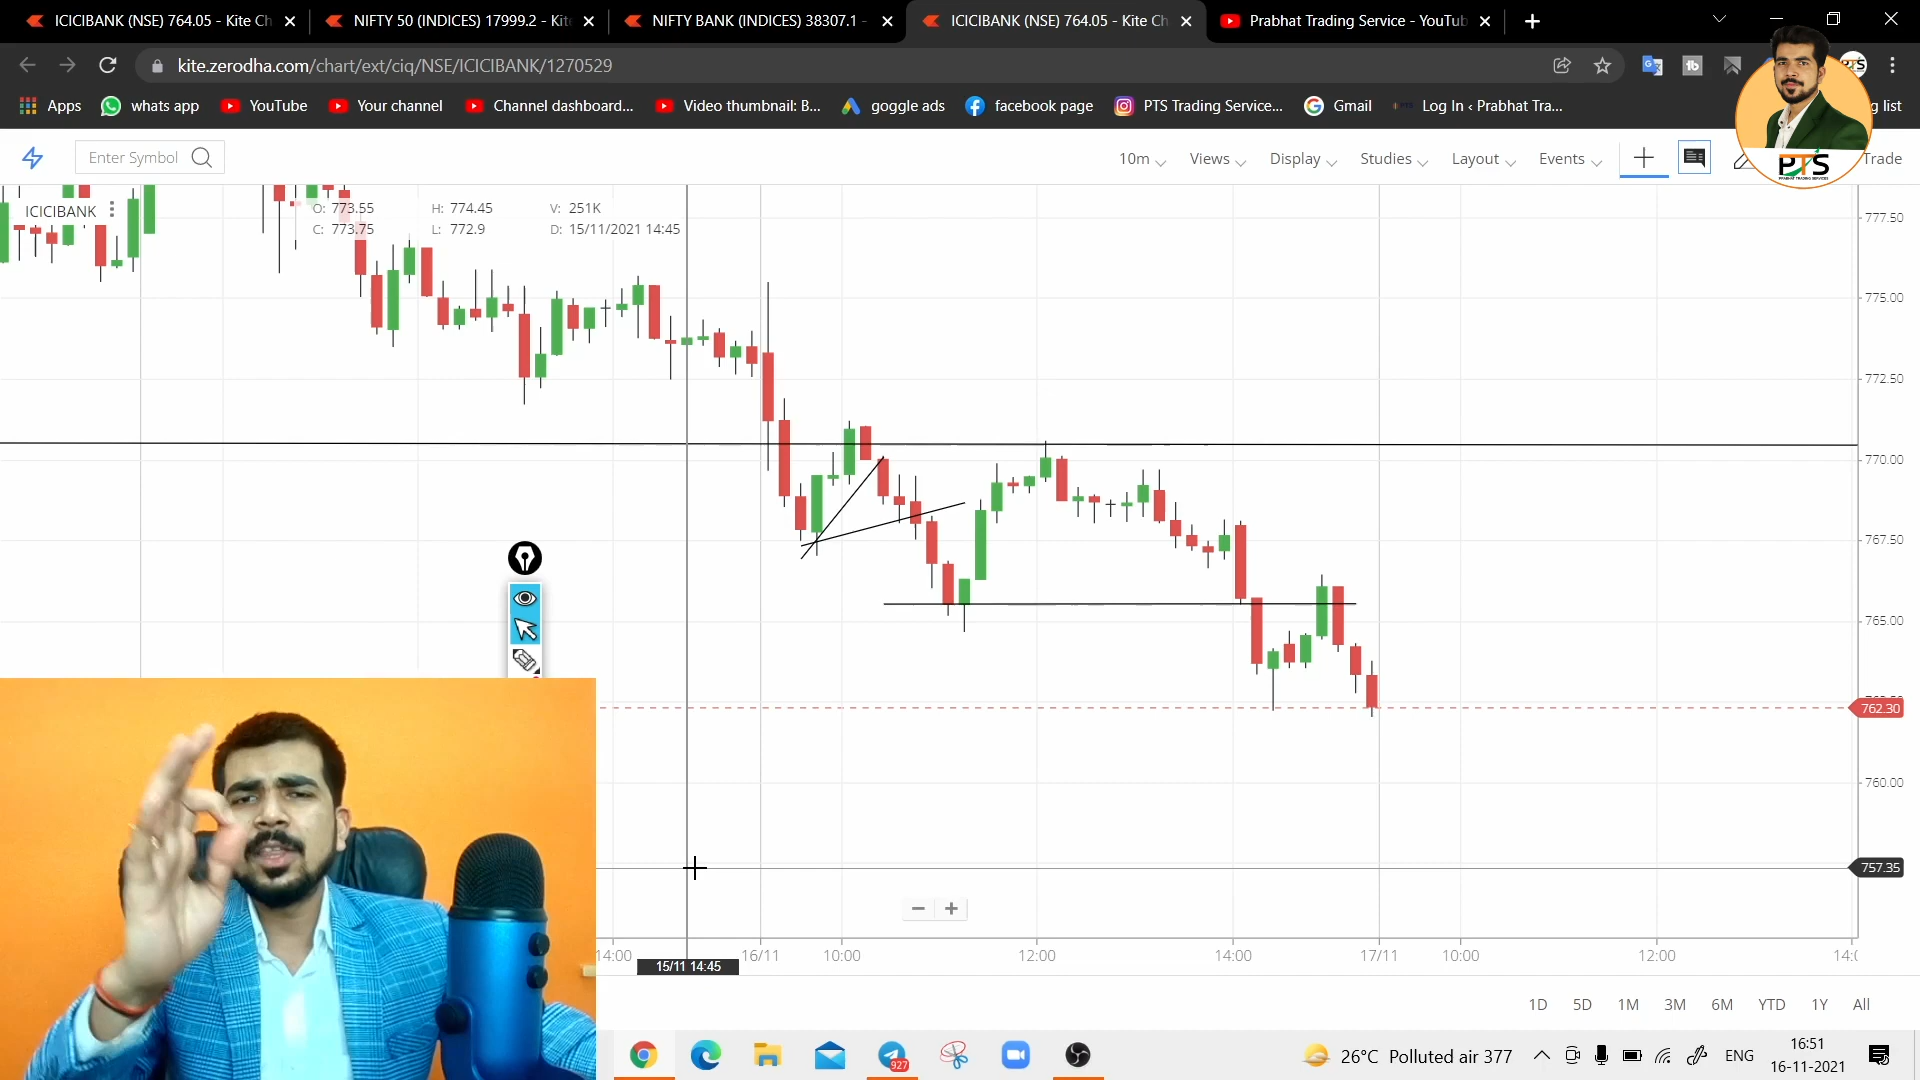 ICICIBANK (NSE) 764.05 - Kite Ch
NIFTY 50 (INDICES) 17999.2 - Kit
NIFTY BANK (INDICES) 38307.1 -
ICICIBANK (NSE) 764.05 - Kite Ch
Prabhat Trading Service - YouTub
kite.zerodha.com/chart/ext/ciq/NSE/ICICIBANK/1270529
Apps
whats app
YouTube
Your channel
Channel dashboard...
Video thumbnail: B...
goggle ads
facebook page
PTS Trading Service...
Gmail
Log In ‹ Prabhat Tra...
g list
Enter Symbol
10m
Views
Display
Studies
Layout
Events
Trade
PTS
PRABHAT TRADING SERVICES
ICICIBANK
O: 773.55 H: 774.45 V: 251K
C: 773.75 L: 772.9 D: 15/11/2021 14:45
777.50
775.00
772.50
770.00
767.50
765.00
762.30
760.00
757.35
14:00
15/11 14:45
16/11
10:00
12:00
14:00
17/11
10:00
12:00
1D 5D 1M 3M 6M YTD 1Y All
927
26°C Polluted air 377
ENG
16:51
16-11-2021